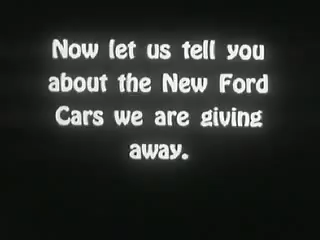 Now let us tell you
about the New Ford
Cars we are giving
away.